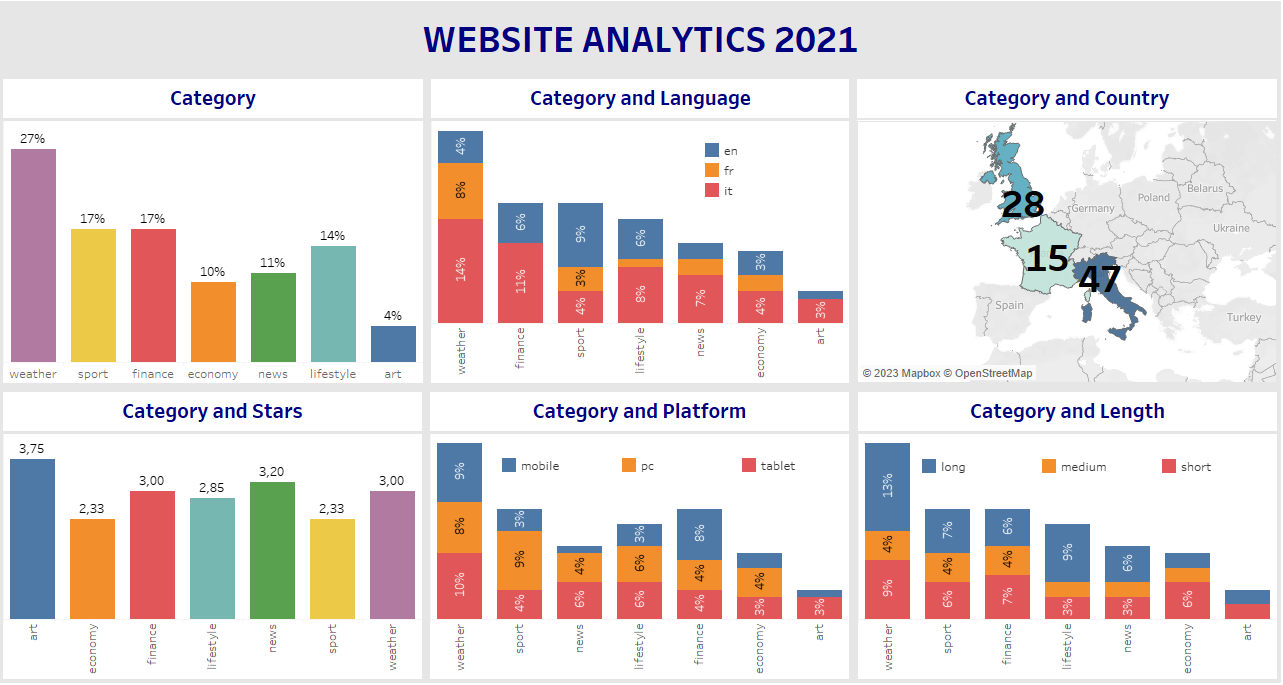 WEBSITE ANALYTICS 2021
Category
27%
17%
17%
10%
11%
14%
4%
weather sport finance economy news lifestyle art
Category and Language
en
fr
it
4%
8%
14%
6%
11%
9%
3%
4%
6%
8%
7%
3%
4%
3%
weather finance sport lifestyle news economy art
Category and Country
28
15
47
Germany
Poland
Belarus
Ukraine
Spain
Turkey
© 2023 Mapbox © OpenStreetMap
Category and Stars
3,75
2,33
3,00
2,85
3,20
2,33
3,00
art economy finance lifestyle news sport weather
Category and Platform
mobile pc tablet
9%
8%
10%
3%
9%
4%
4%
6%
3%
6%
6%
8%
4%
4%
4%
3%
3%
weather sport news lifestyle finance economy art
Category and Length
long medium short
13%
4%
9%
7%
4%
6%
6%
4%
7%
9%
3%
6%
3%
6%
weather sport finance lifestyle news economy art